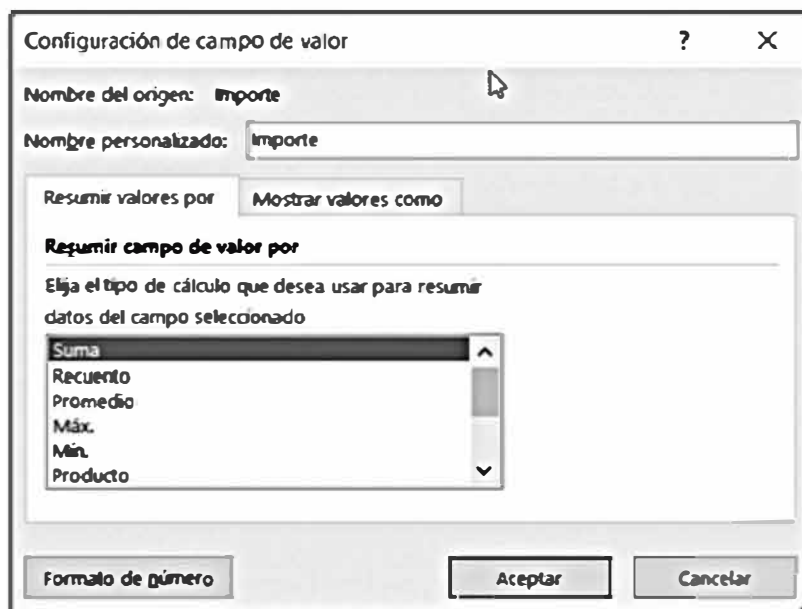 Configuración de campo de valor ? X
Nombre del origen: Importe
Nombre personalizado: Importe
Resumir valores por Mostrar valores como
Resumir campo de valor por
Elija el tipo de cálculo que desea usar para resumir
datos del campo seleccionado
Suma
Recuento
Promedio
Máx.
Mín.
Producto
Formato de número Aceptar Cancelar